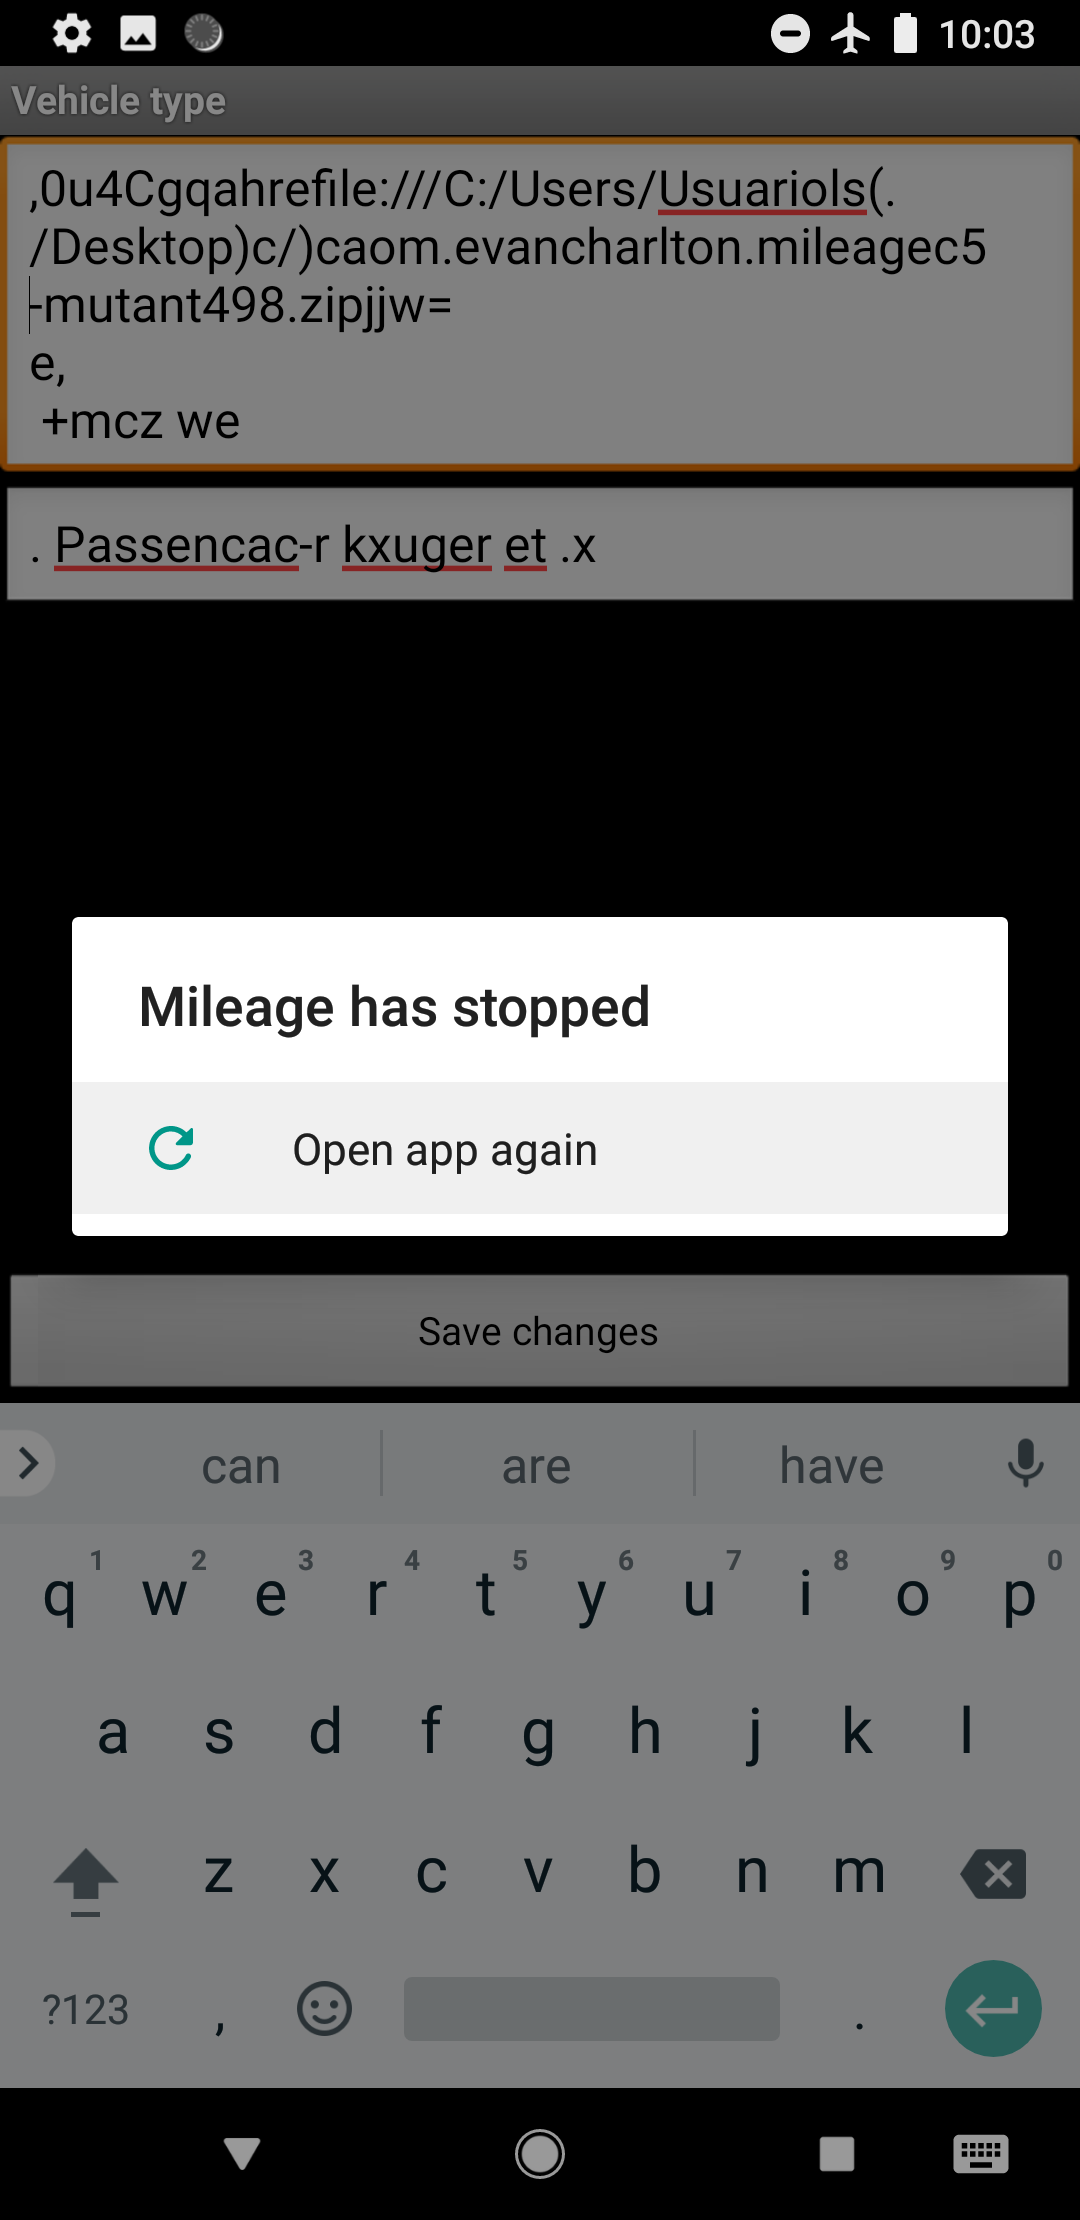 10:03
Vehicle type
,0u4Cgqahrefile:///C:/Users/Usuariols(.
/Desktop)c/)caom.evancharlton.mileagec5
-mutant498.zipjjw=
e,
+mcz we
. Passencac-r kxuger et .x
Mileage has stopped
Open app again
Save changes
can are have
1 2 3 4 5 6 7 8 9 0
q w e r t y u i o p
a s d f g h j k l
z x c v b n m
?123 , .